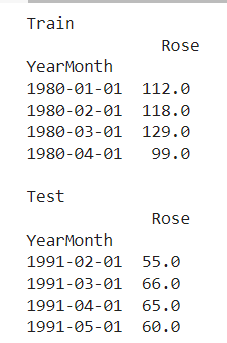 Train
Rose
YearMonth
1980-01-01 112.0
1980-02-01 118.0
1980-03-01 129.0
1980-04-01 99.0
Test
Rose
YearMonth
1991-02-01 55.0
1991-03-01 66.0
1991-04-01 65.0
1991-05-01 60.0